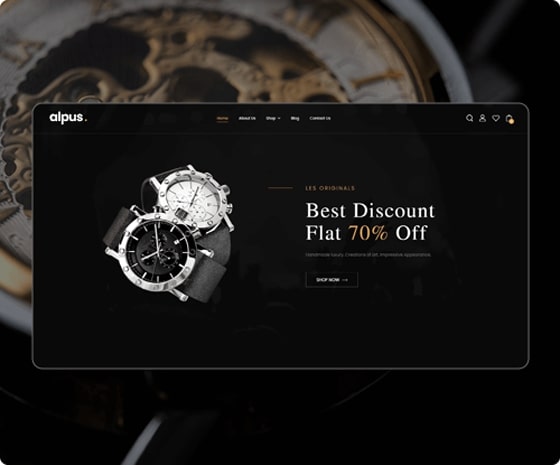 alpus.
Home About Us Shop Blog Contact Us
LES ORIGINALS
Best Discount
Flat 70% Off
Handmade luxury. Creations of art. Impressive Appearance.
SHOP NOW